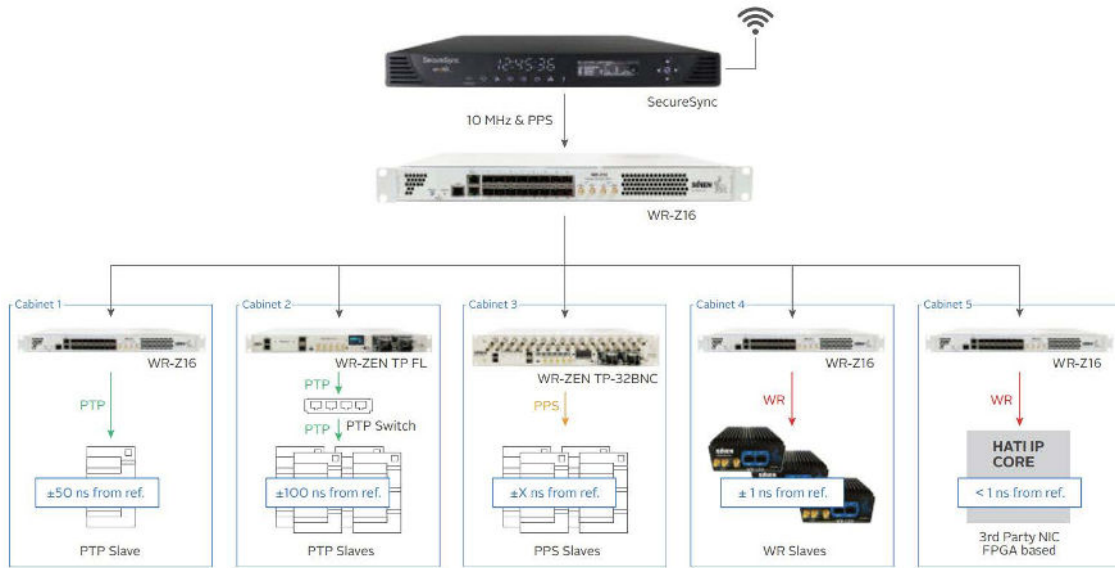 SecureSync
12:45:36
SecureSync
10 MHz & PPS
WR-Z16
Cabinet 1
WR-Z16
PTP
±50 ns from ref.
PTP Slave
Cabinet 2
WR-ZEN TP FL
PTP
PTP Switch
PTP
±100 ns from ref.
PTP Slaves
Cabinet 3
WR-ZEN TP-32BNC
PPS
±X ns from ref.
PPS Slaves
Cabinet 4
WR-Z16
WR
± 1 ns from ref.
WR Slaves
Cabinet 5
WR-Z16
WR
HATI IP
CORE
< 1 ns from ref.
3rd Party NIC
FPGA based